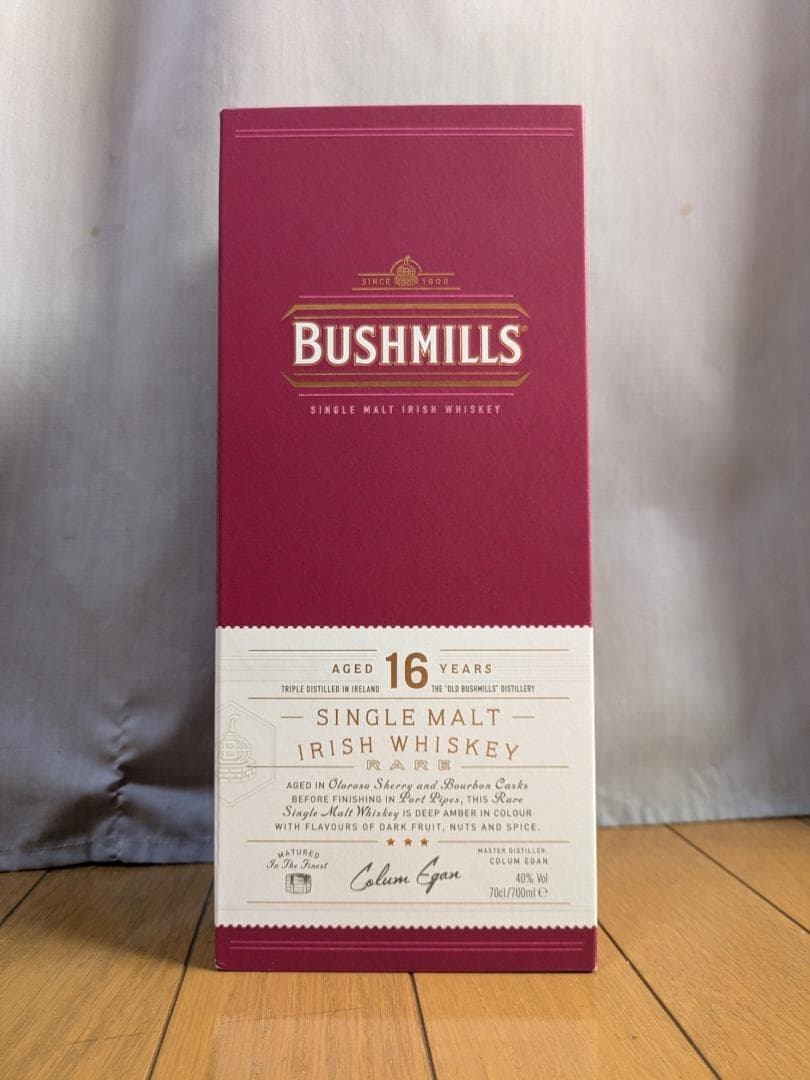 SINCE 1608
BUSHMILLS®
SINGLE MALT IRISH WHISKEY
AGED 16 YEARS
TRIPLE DISTILLED IN IRELAND THE "OLD BUSHMILLS" DISTILLERY
SINGLE MALT
IRISH WHISKEY
RARE
AGED IN Oloroso Sherry and Bourbon Casks
BEFORE FINISHING IN Port Pipes, THIS Rare
Single Malt Whiskey IS DEEP AMBER IN COLOUR
WITH FLAVOURS OF DARK FRUIT, NUTS AND SPICE.
MATURED
In The Finest
Colum Egan
MASTER DISTILLER:
COLUM EGAN
40% Vol
70cl/700ml ℮
B